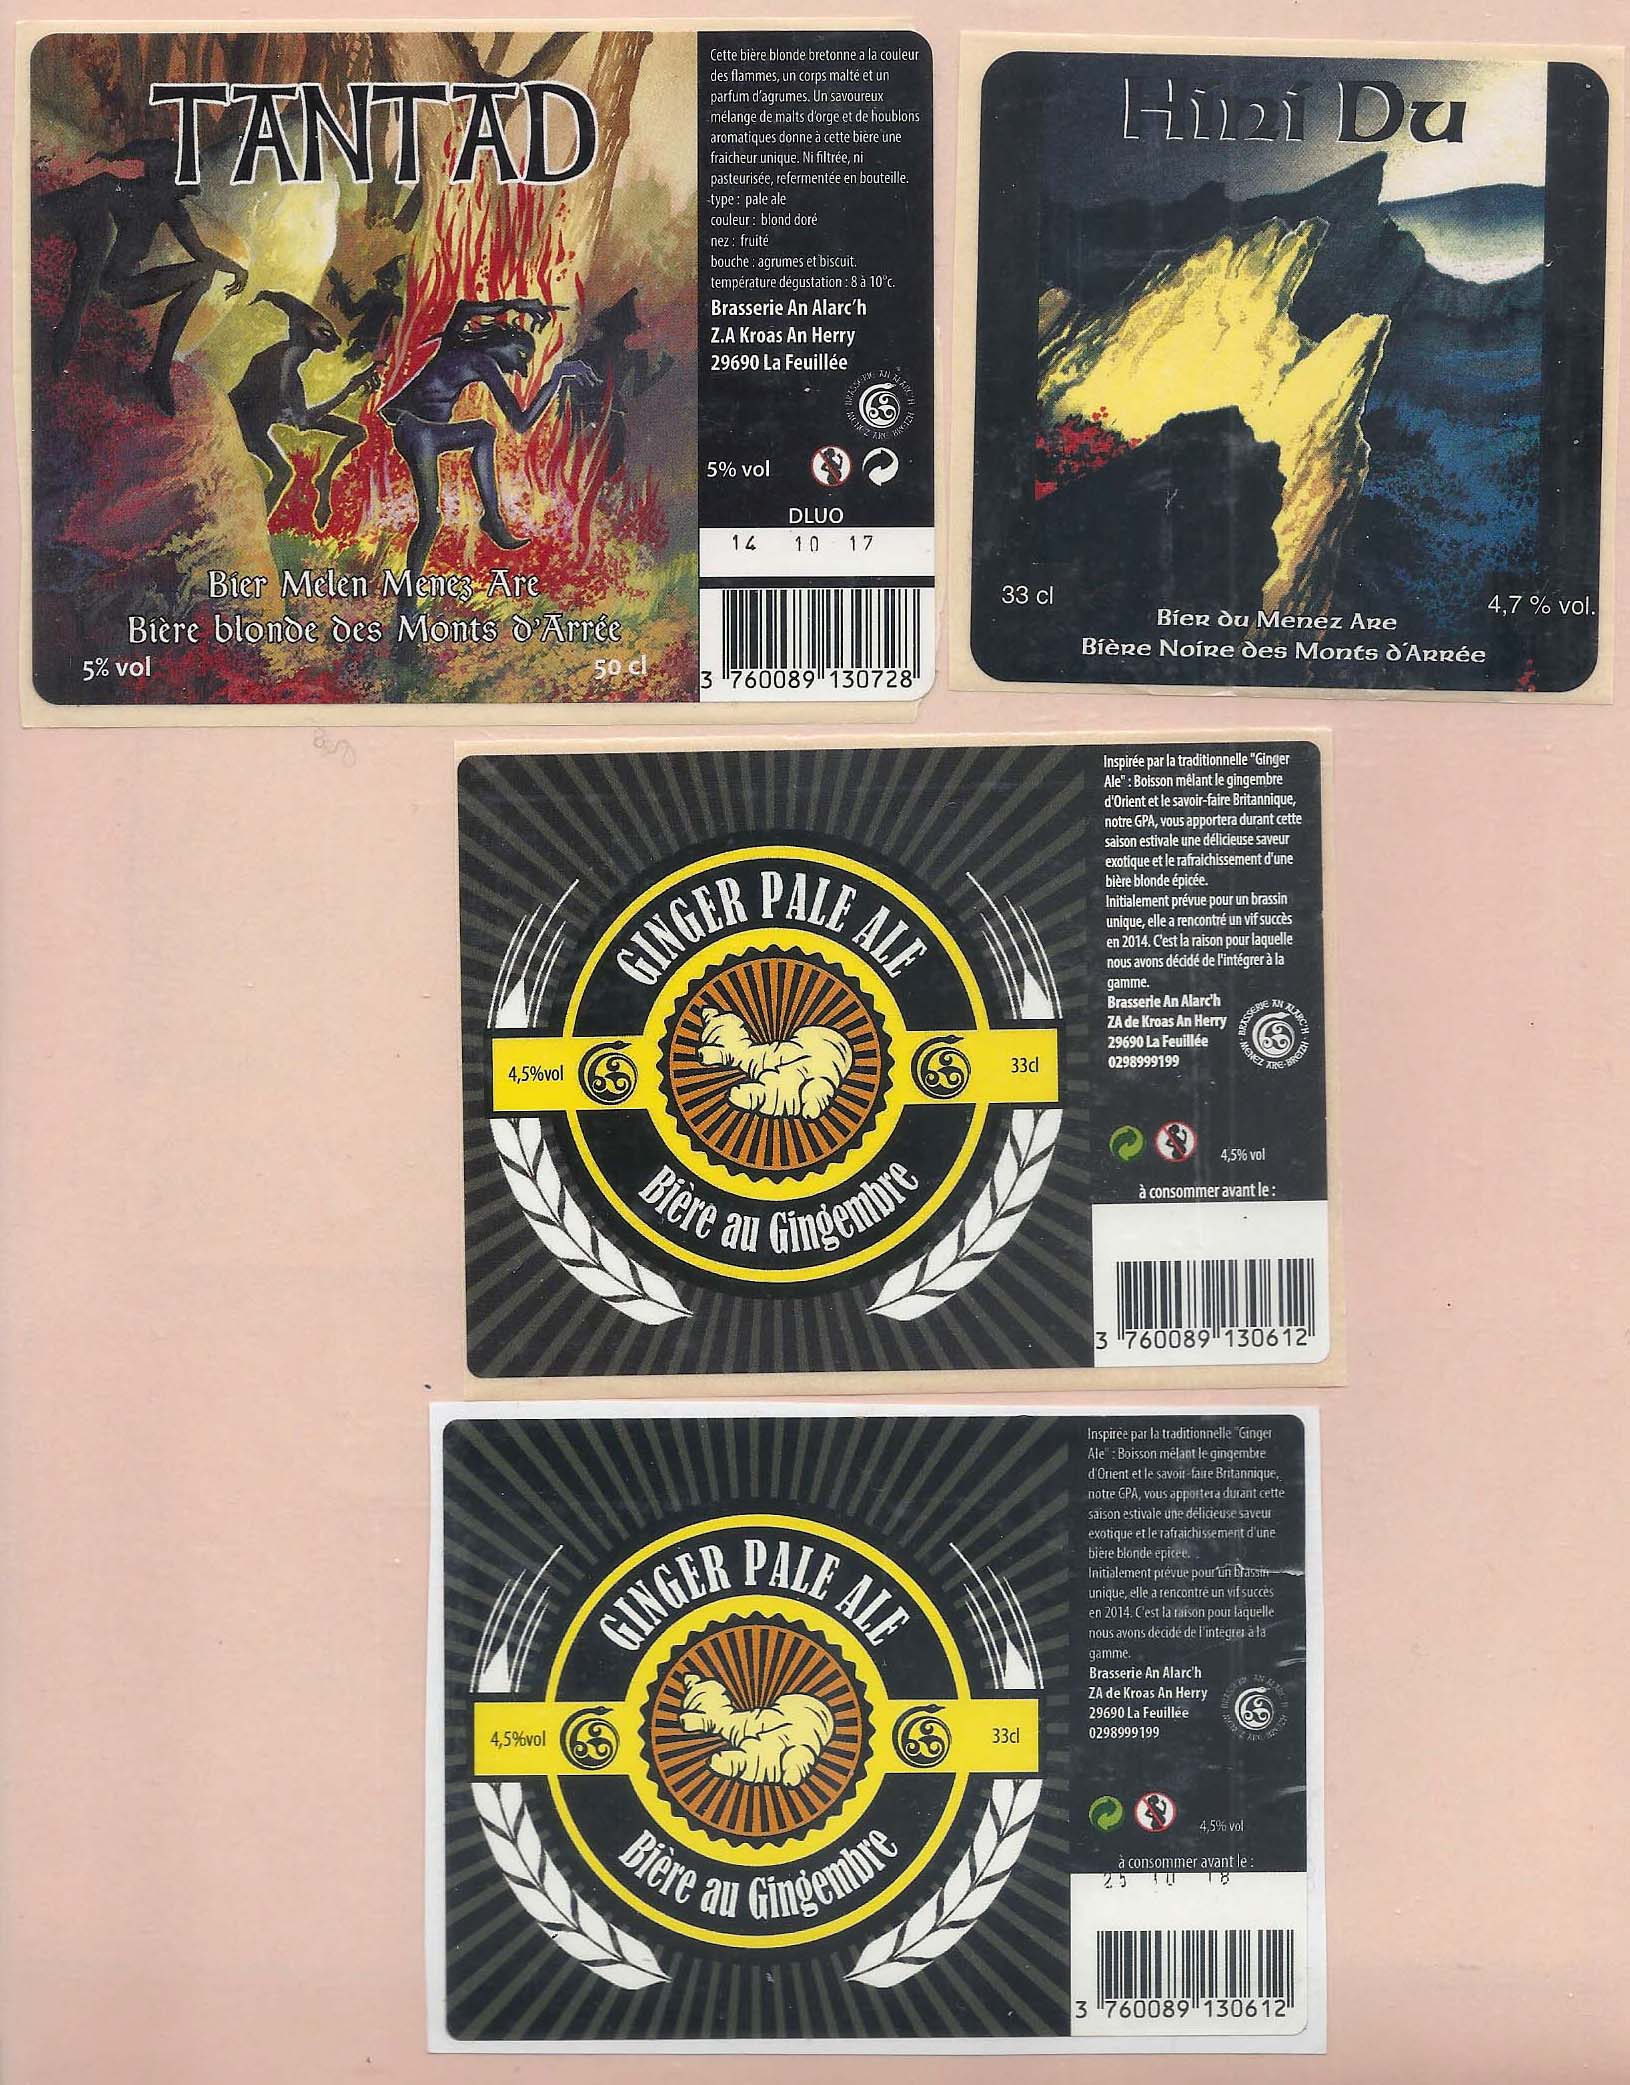 TANTAD
Bier Melen Menez Are
Bière blonde des Monts d'Arrée
5% vol
50 cl
Cette bière blonde bretonne a la couleur
des flammes, un corps malté et un
parfum d'agrumes. Un savoureux
mélange de malts d'orge et de houblons
aromatiques donne à cette bière une
fraicheur unique. Ni filtrée, ni
pasteurisée, refermentée en bouteille.
type : pale ale
couleur : blond doré
nez : fruité
bouche : agrumes et biscuit.
température dégustation : 8 à 10°c.
Brasserie An Alarc'h
Z.A Kroas An Herry
29690 La Feuillée
BRASSERIE AN ALARC'H
MENEZ ARE-BREIZH
5% vol
DLUO
14 10 17
3 760089 130728
Hini Du
33 cl
4,7 % vol.
Bier du Menez Are
Bière Noire des Monts d'Arrée
GINGER PALE ALE
4,5%vol
33cl
Bière au Gingembre
Inspirée par la traditionnelle "Ginger
Ale" : Boisson mêlant le gingembre
d'Orient et le savoir-faire Britannique,
notre GPA, vous apportera durant cette
saison estivale une délicieuse saveur
exotique et le rafraichissement d'une
bière blonde épicée.
Initialement prévue pour un brassin
unique, elle a rencontré un vif succès
en 2014. C'est la raison pour laquelle
nous avons décidé de l'intégrer à la
gamme.
Brasserie An Alarc'h
ZA de Kroas An Herry
29690 La Feuillée
0298999199
BRASSERIE AN ALARC'H
MENEZ ARE-BREIZH
4,5% vol
à consommer avant le :
3 760089 130612
GINGER PALE ALE
4,5%vol
33cl
Bière au Gingembre
Inspirée par la traditionnelle "Ginger
Ale" : Boisson mêlant le gingembre
d'Orient et le savoir-faire Britannique,
notre GPA, vous apportera durant cette
saison estivale une délicieuse saveur
exotique et le rafraichissement d'une
bière blonde épicée.
Initialement prévue pour un brassin
unique, elle a rencontré un vif succès
en 2014. C'est la raison pour laquelle
nous avons décidé de l'intégrer à la
gamme.
Brasserie An Alarc'h
ZA de Kroas An Herry
29690 La Feuillée
0298999199
4,5% vol
à consommer avant le :
25 10 18
3 760089 130612